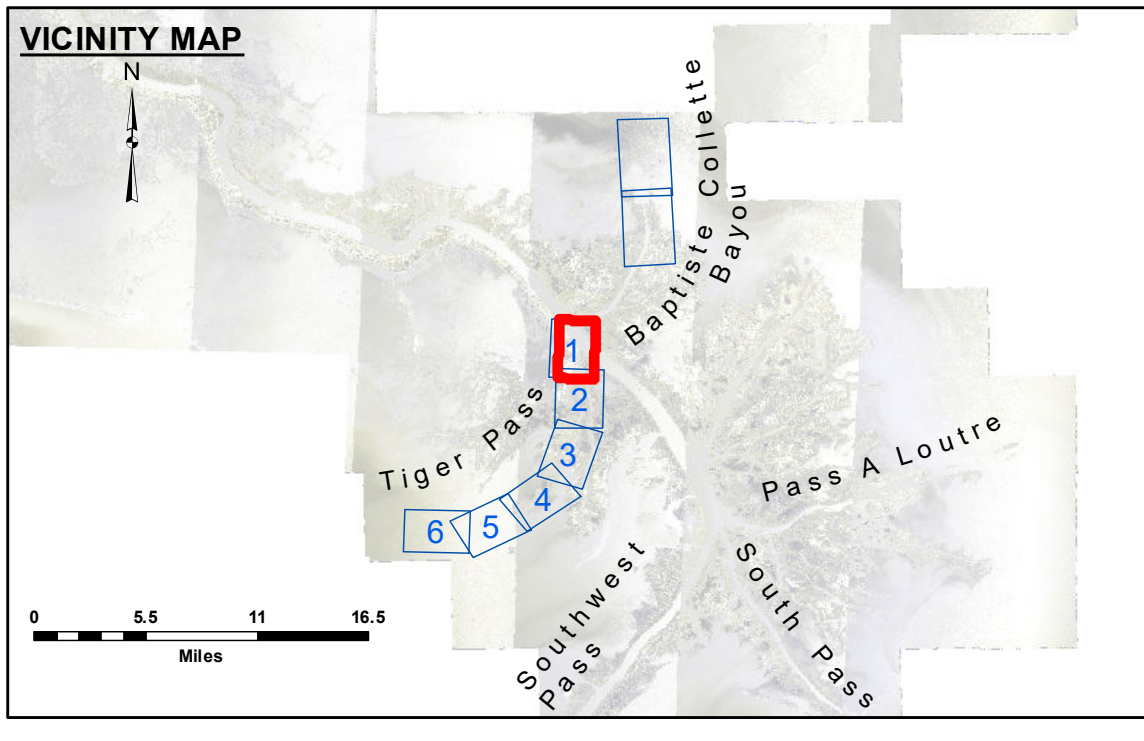 VICINITY MAP
N
Baptiste Collette
Bayou
1
2
Tiger Pass
3
Pass A Loutre
4
5
6
Southwest
Pass
South Pass
0 5.5 11 16.5
Miles